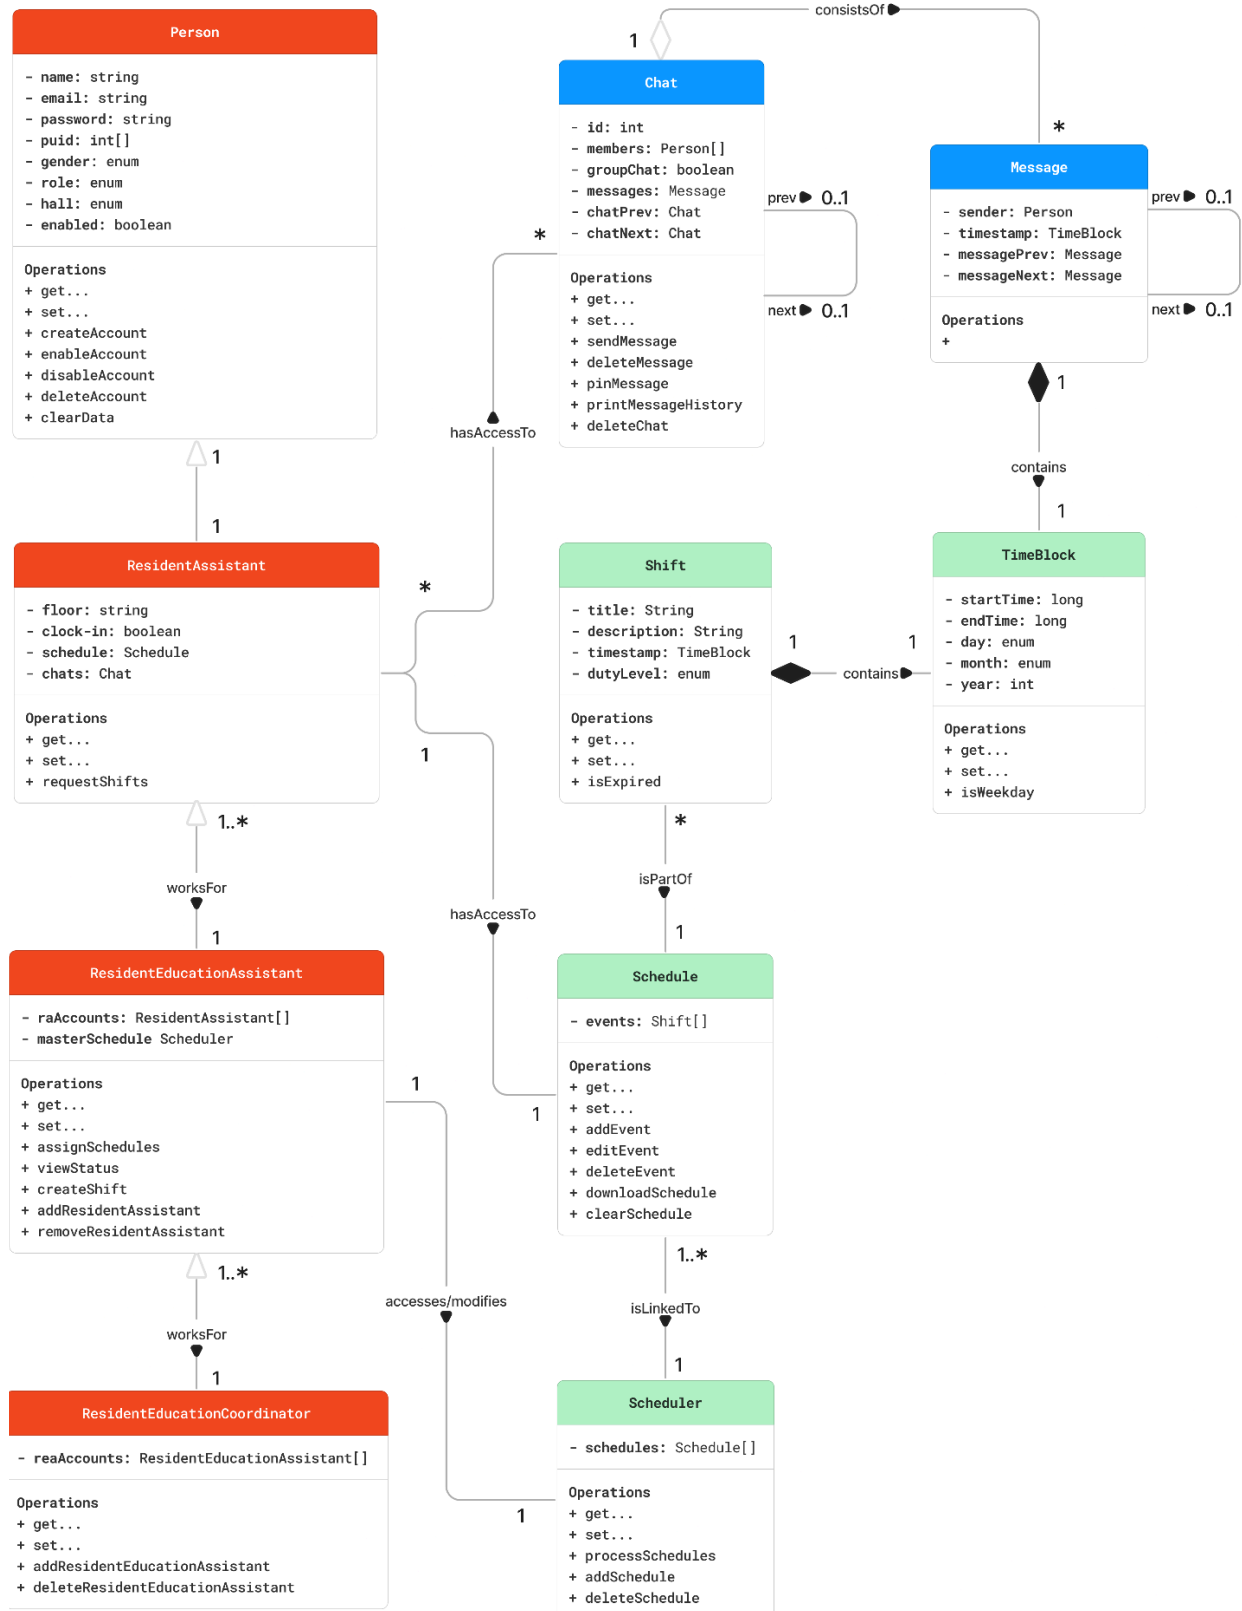 Person
- name: string
- email: string
- password: string
- puid: int[]
- gender: enum
- role: enum
- hall: enum
- enabled: boolean
Operations
+ get...
+ set...
+ createAccount
+ enableAccount
+ disableAccount
+ deleteAccount
+ clearData
1
1
ResidentAssistant
- floor: string
- clock-in: boolean
- schedule: Schedule
- chats: Chat
Operations
+ get...
+ set...
+ requestShifts
1..*
worksFor
1
ResidentEducationAssistant
- raAccounts: ResidentAssistant[]
- masterSchedule Scheduler
Operations
+ get...
+ set...
+ assignSchedules
+ viewStatus
+ createShift
+ addResidentAssistant
+ removeResidentAssistant
1..*
worksFor
1
ResidentEducationCoordinator
- reaAccounts: ResidentEducationAssistant[]
Operations
+ get...
+ set...
+ addResidentEducationAssistant
+ deleteResidentEducationAssistant
*
hasAccessTo
*
1
hasAccessTo
1
1
accesses/modifies
1
consistsOf
1
*
Chat
- id: int
- members: Person[]
- groupChat: boolean
- messages: Message
- chatPrev: Chat
- chatNext: Chat
Operations
+ get...
+ set...
+ sendMessage
+ deleteMessage
+ pinMessage
+ printMessageHistory
+ deleteChat
prev 0..1
next 0..1
Message
- sender: Person
- timestamp: TimeBlock
- messagePrev: Message
- messageNext: Message
Operations
+
prev 0..1
next 0..1
1
contains
1
Shift
- title: String
- description: String
- timestamp: TimeBlock
- dutyLevel: enum
Operations
+ get...
+ set...
+ isExpired
1
contains
1
TimeBlock
- startTime: long
- endTime: long
- day: enum
- month: enum
- year: int
Operations
+ get...
+ set...
+ isWeekday
*
isPartOf
1
Schedule
- events: Shift[]
Operations
+ get...
+ set...
+ addEvent
+ editEvent
+ deleteEvent
+ downloadSchedule
+ clearSchedule
1..*
isLinkedTo
1
Scheduler
- schedules: Schedule[]
Operations
+ get...
+ set...
+ processSchedules
+ addSchedule
+ deleteSchedule